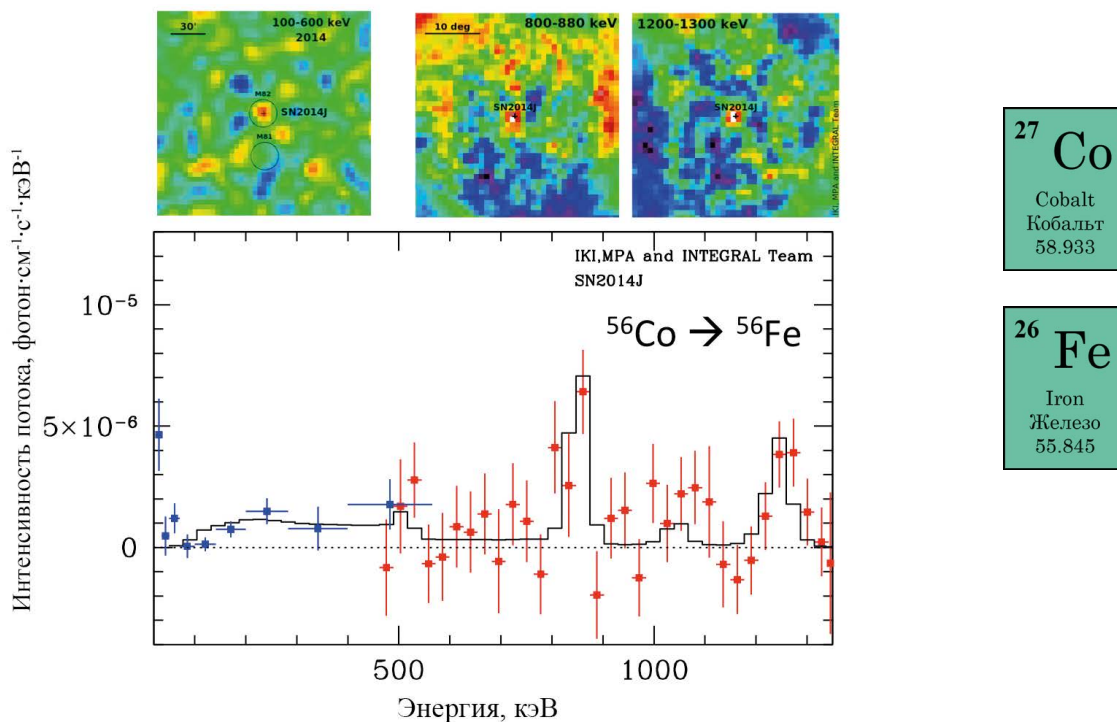 30'
100-600 keV
2014
M82
SN2014J
M81
10 deg
800-880 keV
SN2014J
1200-1300 keV
SN2014J
IKI, MPA and INTEGRAL Team
Интенсивность потока, фотон·см⁻¹·с⁻¹·кэВ⁻¹
IKI,MPA and INTEGRAL Team
SN2014J
⁵⁶Co → ⁵⁶Fe
10⁻⁵
5×10⁻⁶
0
500
1000
Энергия, кэВ
27 Co
Cobalt
Кобальт
58.933
26 Fe
Iron
Железо
55.845